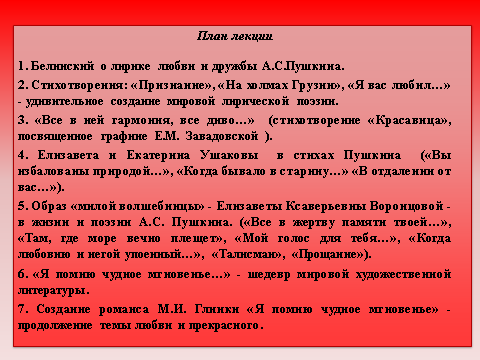 План лекции
1. Белинский о лирике любви и дружбы А.С.Пушкина.
2. Стихотворения: «Признание», «На холмах Грузии», «Я вас любил…»
- удивительное создание мировой лирической поэзии.
3. «Все в ней гармония, все диво…» (стихотворение «Красавица»,
посвященное графине Е.М. Завадовской ).
4. Елизавета и Екатерина Ушаковы в стихах Пушкина («Вы
избалованы природой…», «Когда бывало в старину…» «В отдалении от
вас…»).
5. Образ «милой волшебницы» - Елизаветы Ксаверьевны Воронцовой -
в жизни и поэзии А.С. Пушкина. («Все в жертву памяти твоей…»,
«Там, где море вечно плещет», «Мой голос для тебя…», «Когда
любовию и негой упоенный…», «Талисман», «Прощание»).
6. «Я помню чудное мгновенье…» - шедевр мировой художественной
литературы.
7. Создание романса М.И. Глинки «Я помню чудное мгновенье» -
продолжение темы любви и прекрасного.